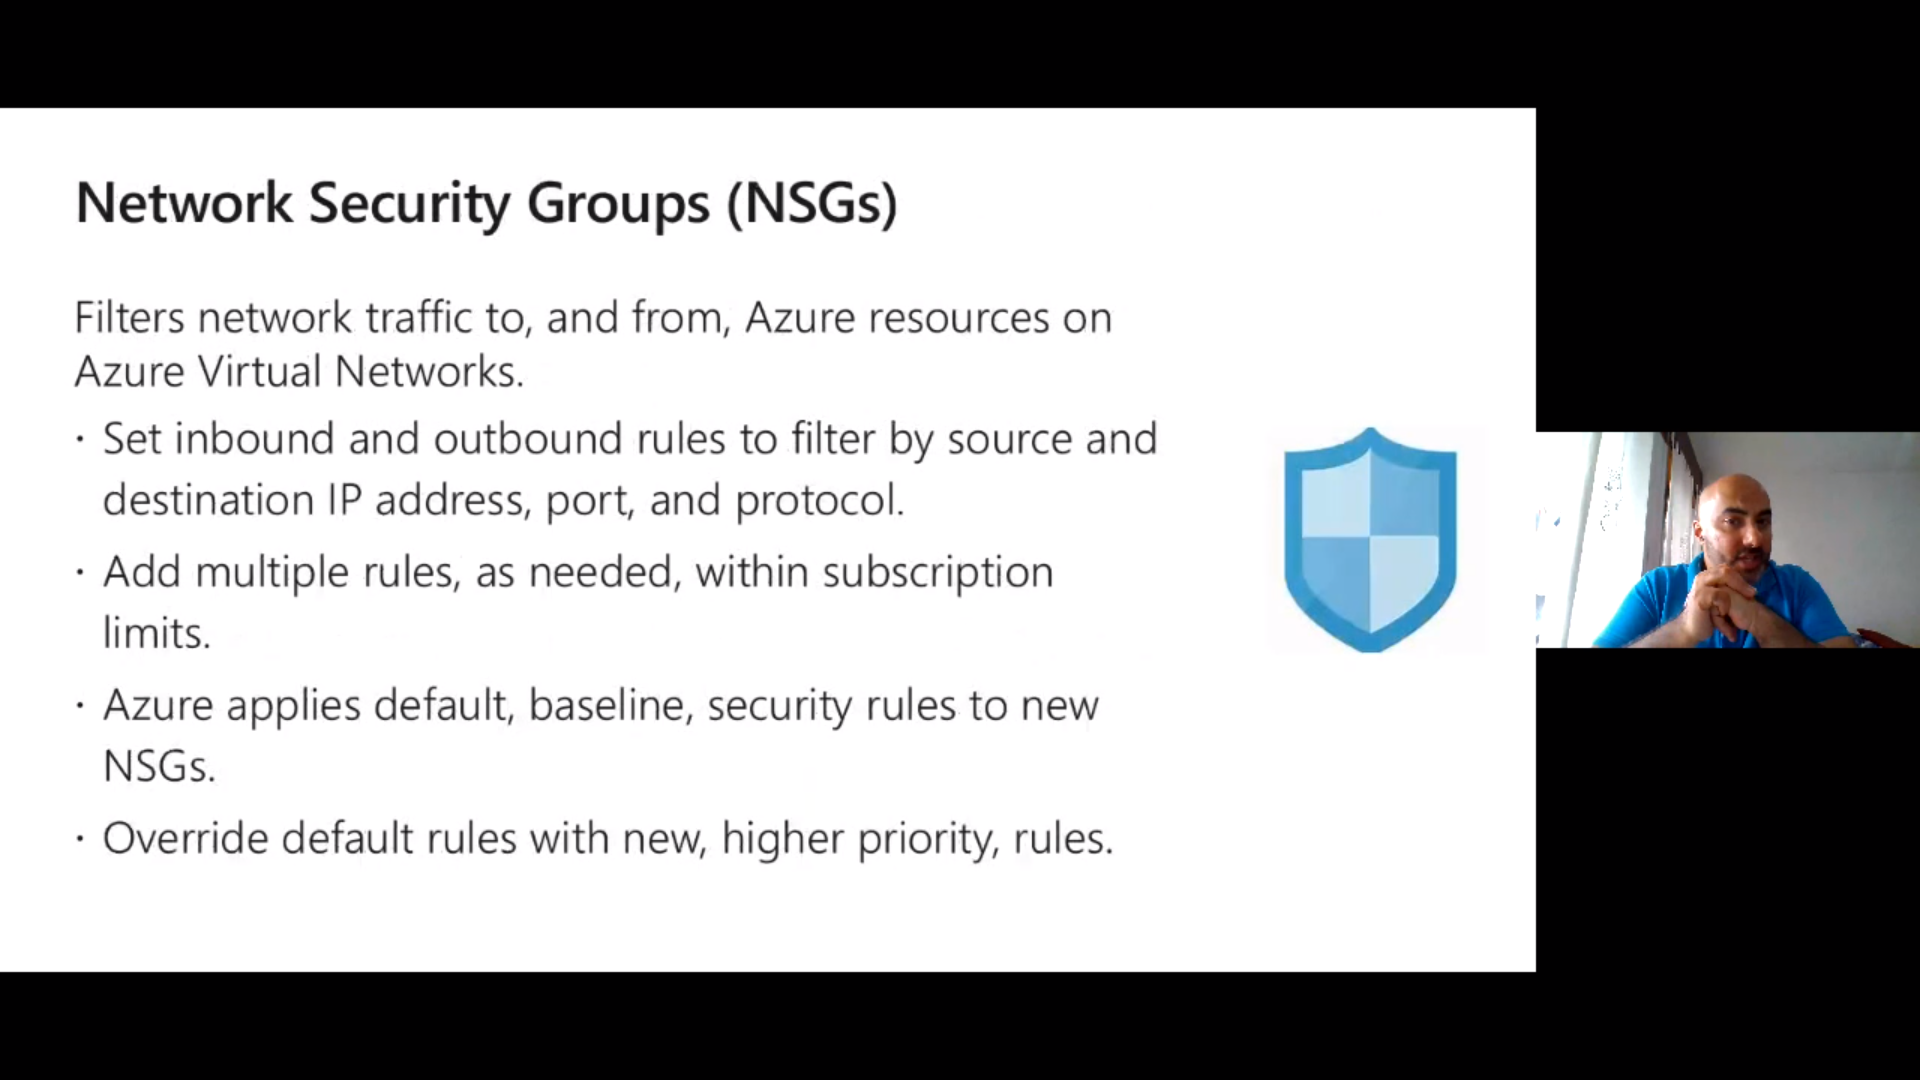 Network Security Groups (NSGs)
Filters network traffic to, and from, Azure resources on
Azure Virtual Networks.
· Set inbound and outbound rules to filter by source and
destination IP address, port, and protocol.
· Add multiple rules, as needed, within subscription
limits.
· Azure applies default, baseline, security rules to new
NSGs.
· Override default rules with new, higher priority, rules.